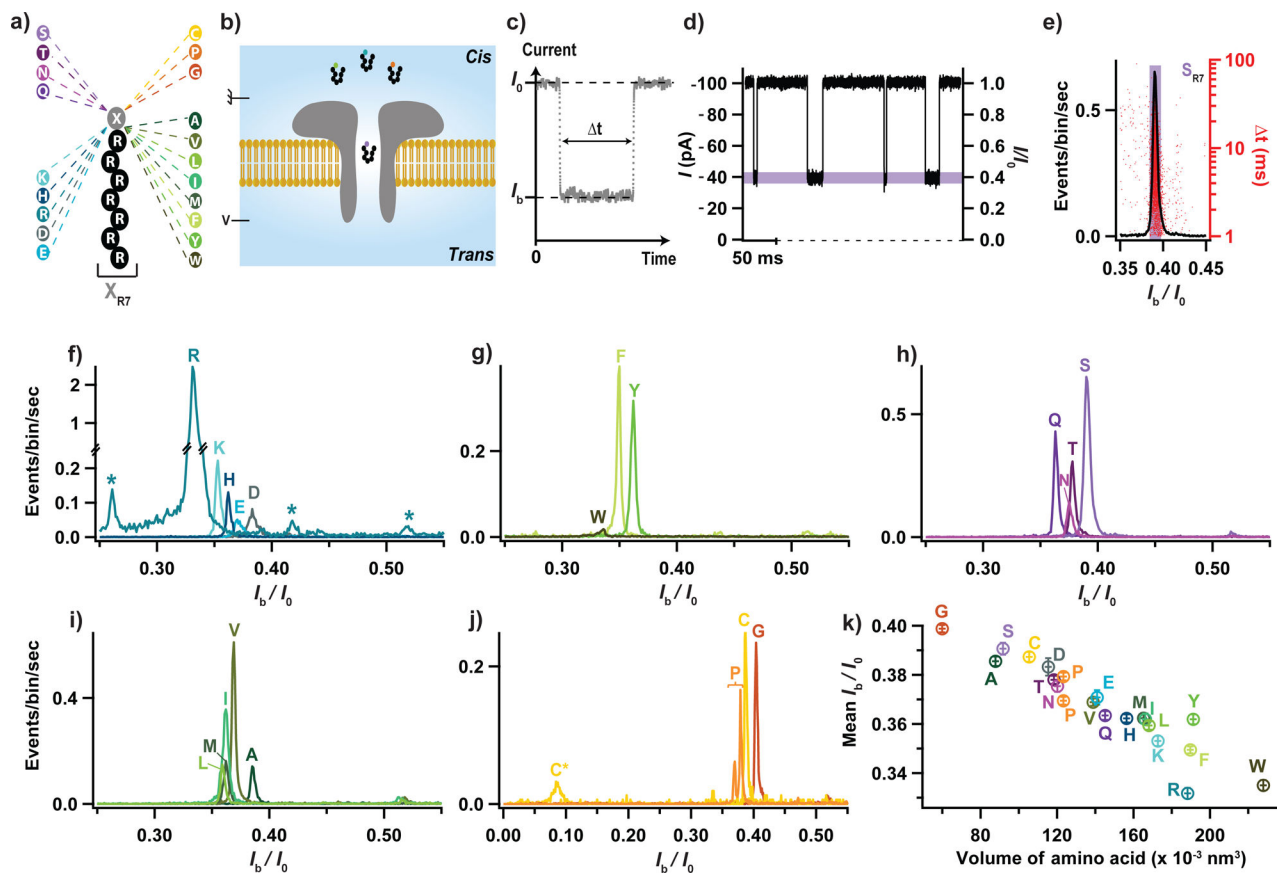 a)
S
T
N
Q
C
P
G
X
A
V
L
I
M
F
Y
W
K
H
R
D
E
R
R
R
R
R
R
R
X_R7
b)
Cis
Trans
V
c)
Current
I_0
Δt
I_b
Time
d)
I (pA)
-100
-80
-60
-40
-20
0
1.0
0.8
0.6
0.4
0.2
0.0
I/I_0
50 ms
e)
S_R7
Events/bin/sec
0.5
0.0
100
10
1
Δt (ms)
0.35 0.40 0.45
I_b / I_0
f)
R
K
H
E
D
*
*
*
Events/bin/sec
2
1
0.2
0.1
0.0
0.30 0.40 0.50
I_b / I_0
g)
F
Y
W
0.2
0.0
0.30 0.40 0.50
I_b / I_0
h)
S
Q
T
N
0.5
0.0
0.30 0.40 0.50
I_b / I_0
i)
V
I
M
L
A
Events/bin/sec
0.4
0.0
0.30 0.40 0.50
I_b / I_0
j)
C
G
P
C*
0.2
0.0
0.00 0.10 0.20 0.30 0.40 0.50
I_b / I_0
k)
G
S
A
C
D
T
N
P
P
E
V
Q
H
M
I
L
K
Y
F
R
W
Mean I_b / I_0
0.40
0.38
0.36
0.34
80 120 160 200
Volume of amino acid (x 10⁻³ nm³)